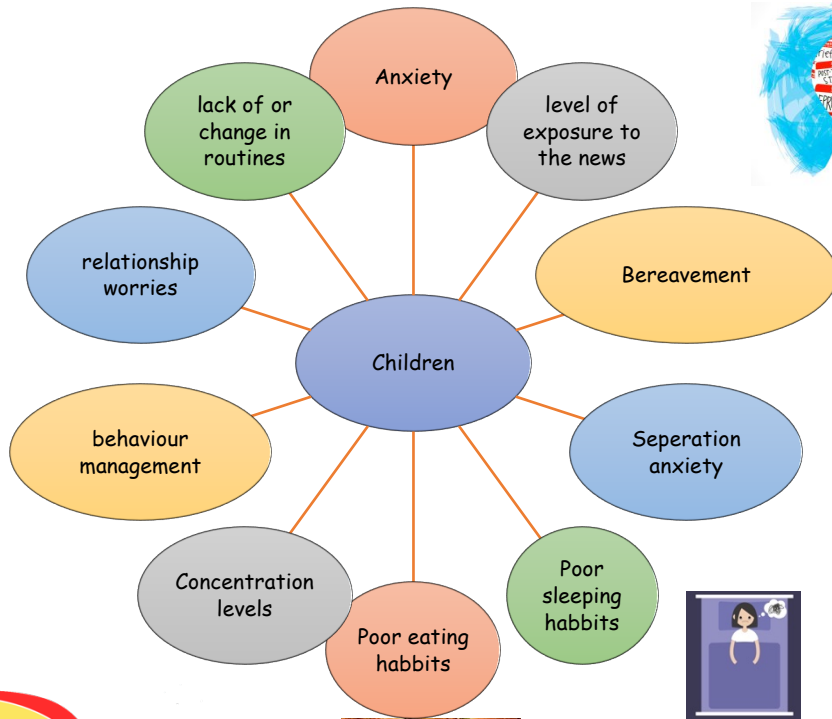 Anxiety
level of
exposure to
the news
Bereavement
Seperation
anxiety
Poor
sleeping
habbits
Poor eating
habbits
Concentration
levels
behaviour
management
relationship
worries
lack of or
change in
routines
Children